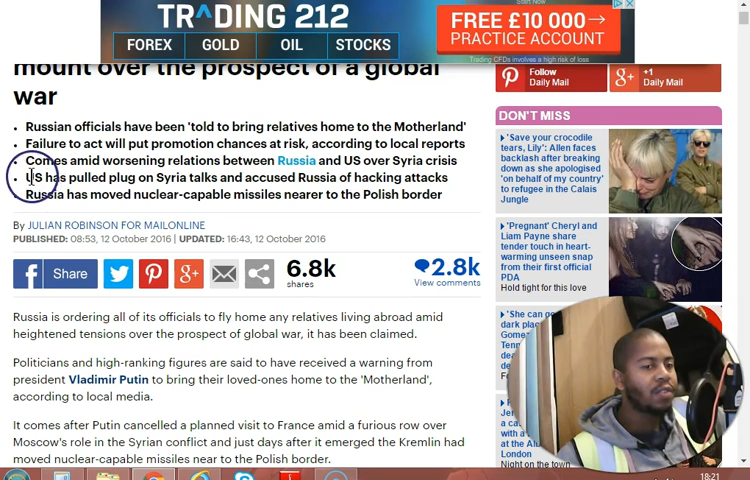 TRADING 212
FOREX GOLD OIL STOCKS
FREE £10 000→
PRACTICE ACCOUNT
Trading CFDs involves a high risk of loss.
mount over the prospect of a global
war
Russian officials have been 'told to bring relatives home to the Motherland'
Failure to act will put promotion chances at risk, according to local reports
Comes amid worsening relations between Russia and US over Syria crisis
US has pulled plug on Syria talks and accused Russia of hacking attacks
Russia has moved nuclear-capable missiles nearer to the Polish border
By JULIAN ROBINSON FOR MAILONLINE
PUBLISHED: 08:53, 12 October 2016 | UPDATED: 16:43, 12 October 2016
Share
6.8k
shares
2.8k
View comments
Russia is ordering all of its officials to fly home any relatives living abroad amid
heightened tensions over the prospect of global war, it has been claimed.
Politicians and high-ranking figures are said to have received a warning from
president Vladimir Putin to bring their loved-ones home to the 'Motherland',
according to local media.
It comes after Putin cancelled a planned visit to France amid a furious row over
Moscow's role in the Syrian conflict and just days after it emerged the Kremlin had
moved nuclear-capable missiles near to the Polish border.
Follow
Daily Mail
+1
Daily Mail
DON'T MISS
'Save your crocodile
tears, Lily': Allen faces
backlash after breaking
down as she apologised
'on behalf of my country'
to refugee in the Calais
Jungle
'Pregnant' Cheryl and
Liam Payne share
tender touch in heart-
warming unseen snap
from their first official
PDA
Hold tight for this love
'She can go
dark place
London
Night on the town
18:21